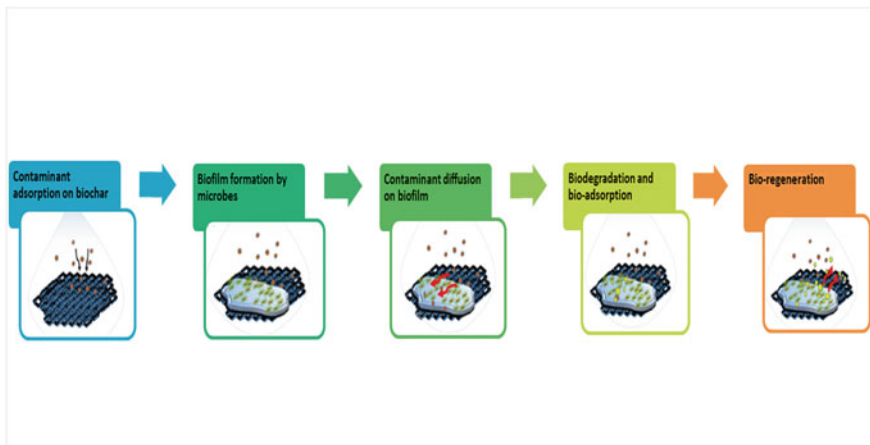 Contaminant
adsorption on biochar
Biofilm formation by
microbes
Contaminant diffusion
on biofilm
Biodegradation and
bio-adsorption
Bio-regeneration